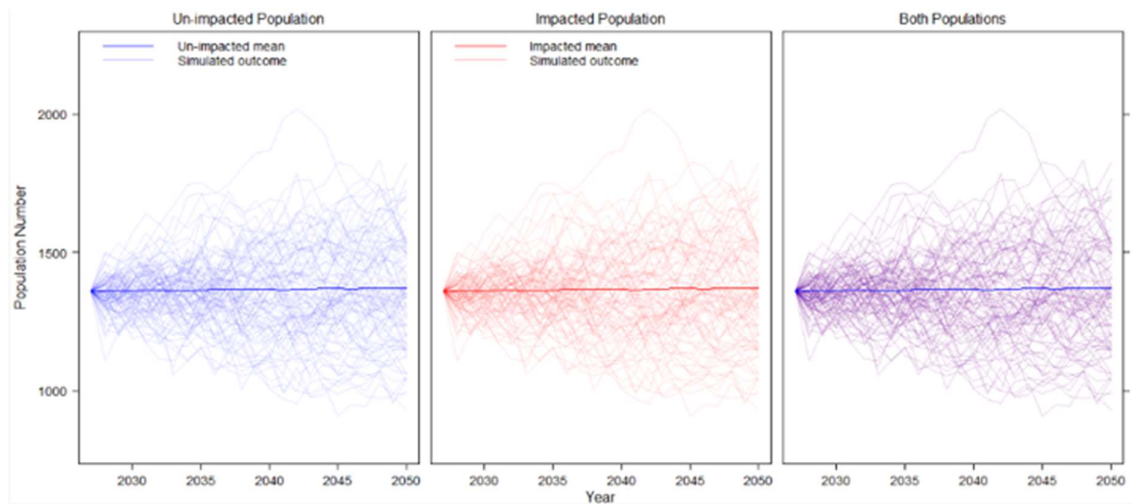 Un-impacted Population
Impacted Population
Both Populations
Un-impacted mean
Simulated outcome
Impacted mean
Simulated outcome
Population Number
2000
1500
1000
2030 2035 2040 2045 2050
2030 2035 2040 2045 2050
2030 2035 2040 2045 2050
Year